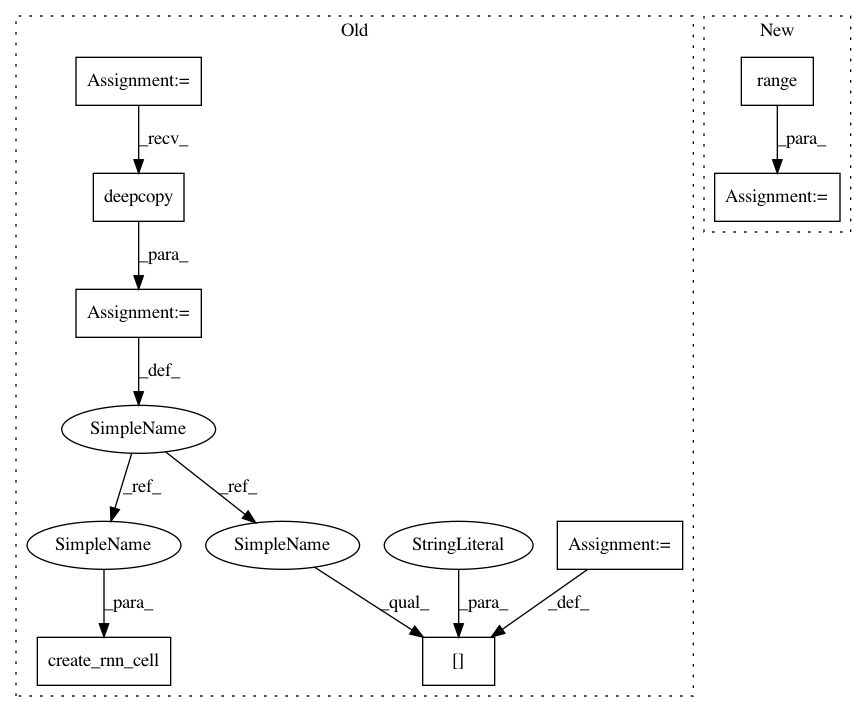 Old
New
Assignment:=
range
_recv_
_para_
deepcopy
Assignment:=
_para_
Assignment:=
_def_
SimpleName
_ref_
_ref_
SimpleName
SimpleName
StringLiteral
Assignment:=
_para_
_qual_
_para_
_def_
create_rnn_cell
[]